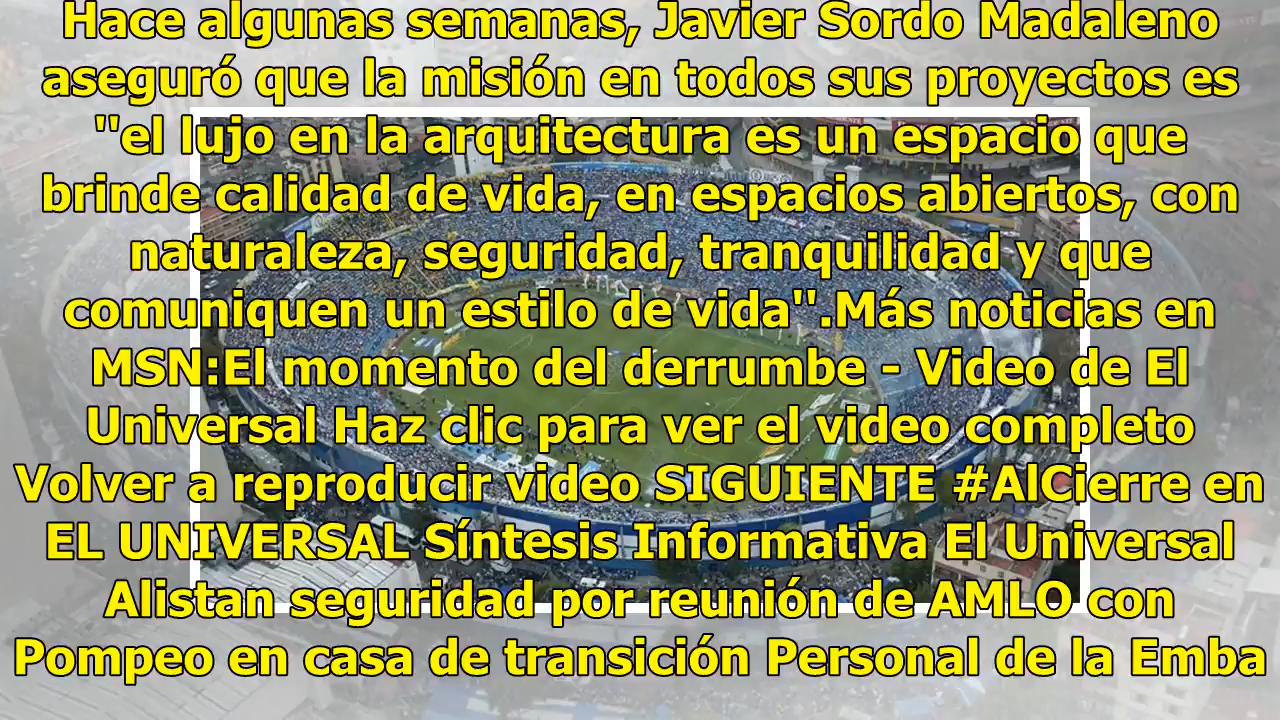 Hace algunas semanas, Javier Sordo Madaleno
aseguró que la misión en todos sus proyectos es
"el lujo en la arquitectura es un espacio que
brinde calidad de vida, en espacios abiertos, con
naturaleza, seguridad, tranquilidad y que
comuniquen un estilo de vida".Más noticias en
MSN:El momento del derrumbe - Video de El
Universal Haz clic para ver el video completo
Volver a reproducir video SIGUIENTE #AlCierre en
EL UNIVERSAL Síntesis Informativa El Universal
Alistan seguridad por reunión de AMLO con
Pompeo en casa de transición Personal de la Emba